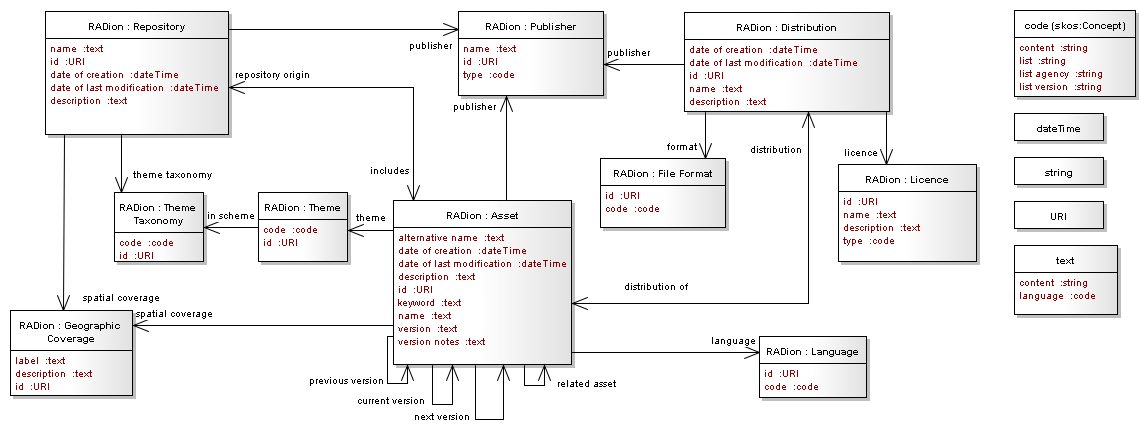 RADion : Repository
name :text
id :URI
date of creation :dateTime
date of last modification :dateTime
description :text
RADion : Publisher
name :text
id :URI
type :code
RADion : Distribution
date of creation :dateTime
date of last modification :dateTime
id :URI
name :text
description :text
code (skos:Concept)
content :string
list :string
list agency :string
list version :string
publisher
publisher
repository origin
publisher
dateTime
format
distribution
licence
string
theme taxonomy
includes
RADion : File Format
id :URI
code :code
RADion : Licence
id :URI
name :text
description :text
type :code
RADion : Theme
Taxonomy
code :code
id :URI
in scheme
RADion : Theme
code :code
id :URI
theme
RADion : Asset
alternative name :text
date of creation :dateTime
date of last modification :dateTime
description :text
id :URI
keyword :text
name :text
version :text
version notes :text
URI
text
content :string
language :code
distribution of
spatial coverage
spatial coverage
RADion : Geographic
Coverage
label :text
description :text
id :URI
language
RADion : Language
id :URI
code :code
previous version
current version
next version
related asset